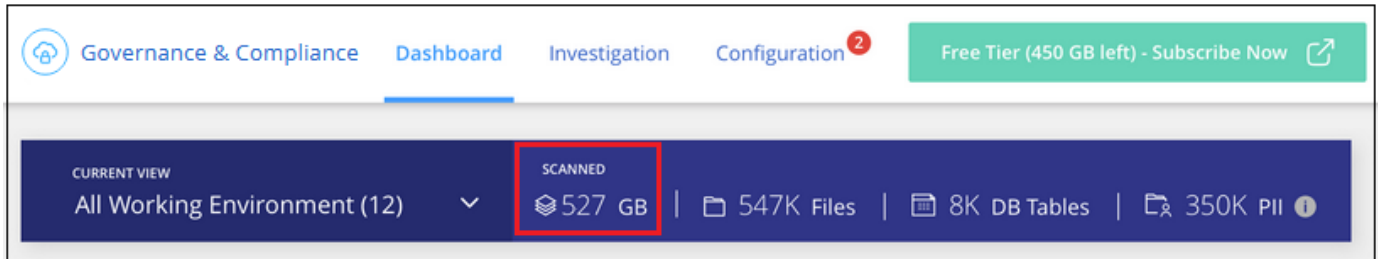 Governance & Compliance Dashboard Investigation Configuration 2 Free Tier (450 GB left) - Subscribe Now
CURRENT VIEW SCANNED
All Working Environment (12) 527 GB | 547K Files | 8K DB Tables | 350K PII i